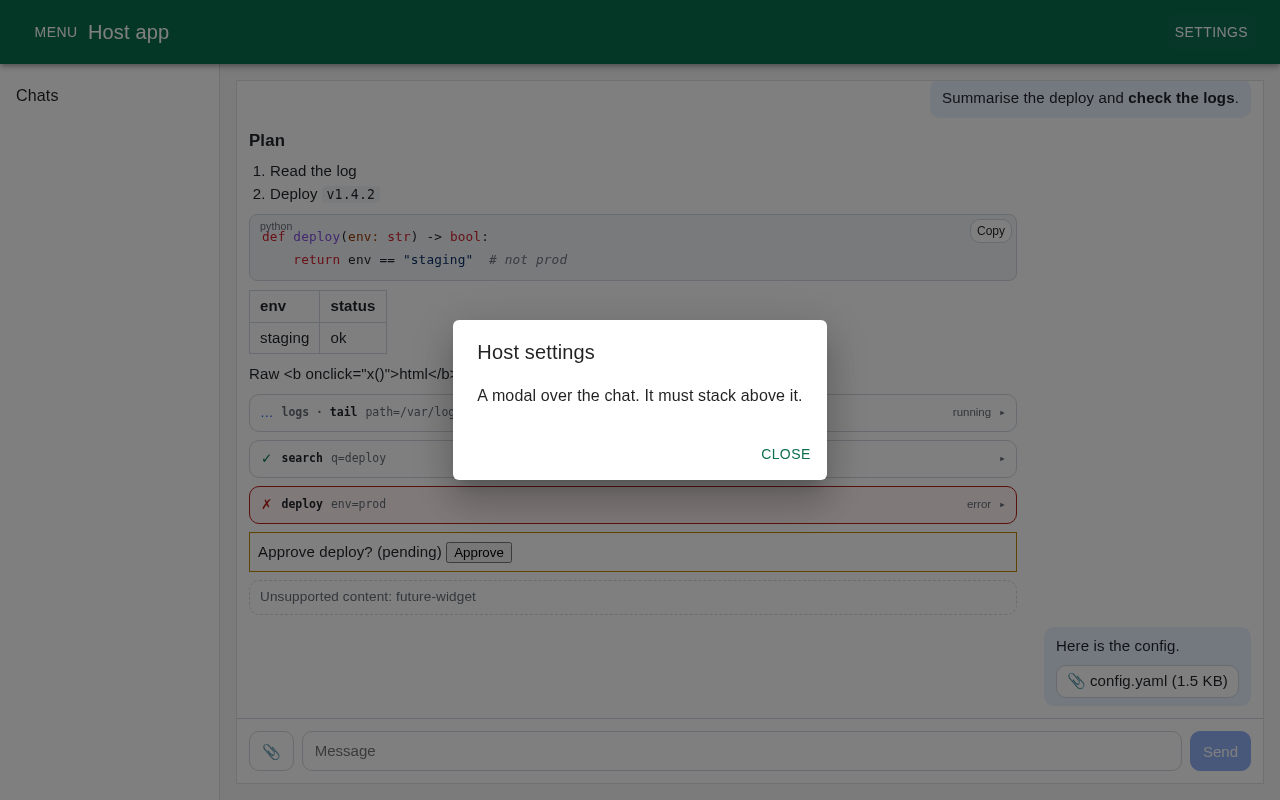 MENU Host app SETTINGS
Chats
Summarise the deploy and check the logs.
Plan
1. Read the log
2. Deploy v1.4.2
python
Copy
def deploy(env: str) -> bool:
return env == "staging" # not prod
env status
staging ok
Raw <b onclick="x()">html</b>
… logs · tail path=/var/log running ▸
✓ search q=deploy ▸
✗ deploy env=prod error ▸
Approve deploy? (pending) Approve
Unsupported content: future-widget
Host settings
A modal over the chat. It must stack above it.
CLOSE
Here is the config.
📎 config.yaml (1.5 KB)
📎 Message Send